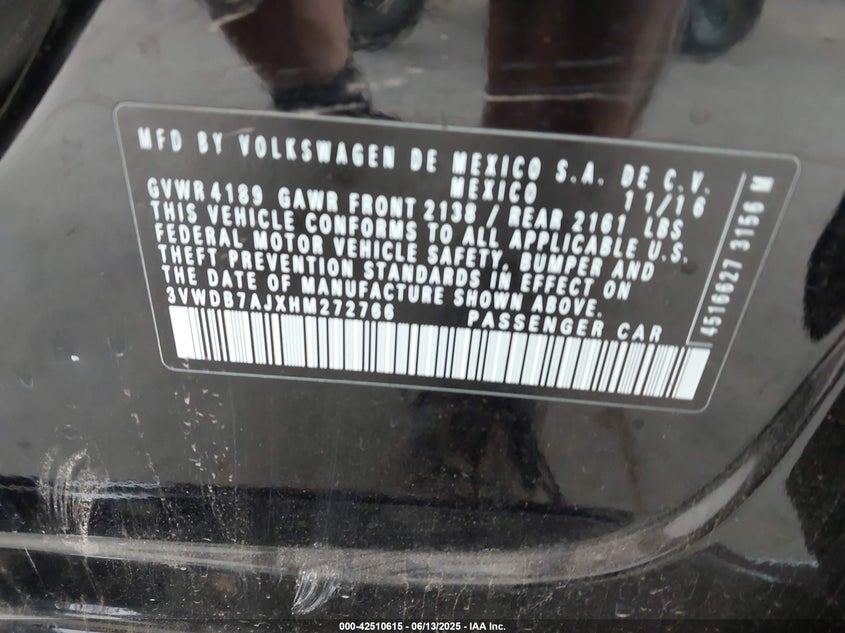 MFD BY VOLKSWAGEN DE MEXICO S.A. DE C.V.
MEXICO 11/16
GVWR 4189 GAWR FRONT 2138 / REAR 2161 LBS
THIS VEHICLE CONFORMS TO ALL APPLICABLE U.S.
FEDERAL MOTOR VEHICLE SAFETY, BUMPER AND
THEFT PREVENTION STANDARDS IN EFFECT ON
THE DATE OF MANUFACTURE SHOWN ABOVE.
3VWDB7AJXHM272766 PASSENGER CAR
4516627 3156 M
000-42510615 | 06/13/2025 | IAA Inc.